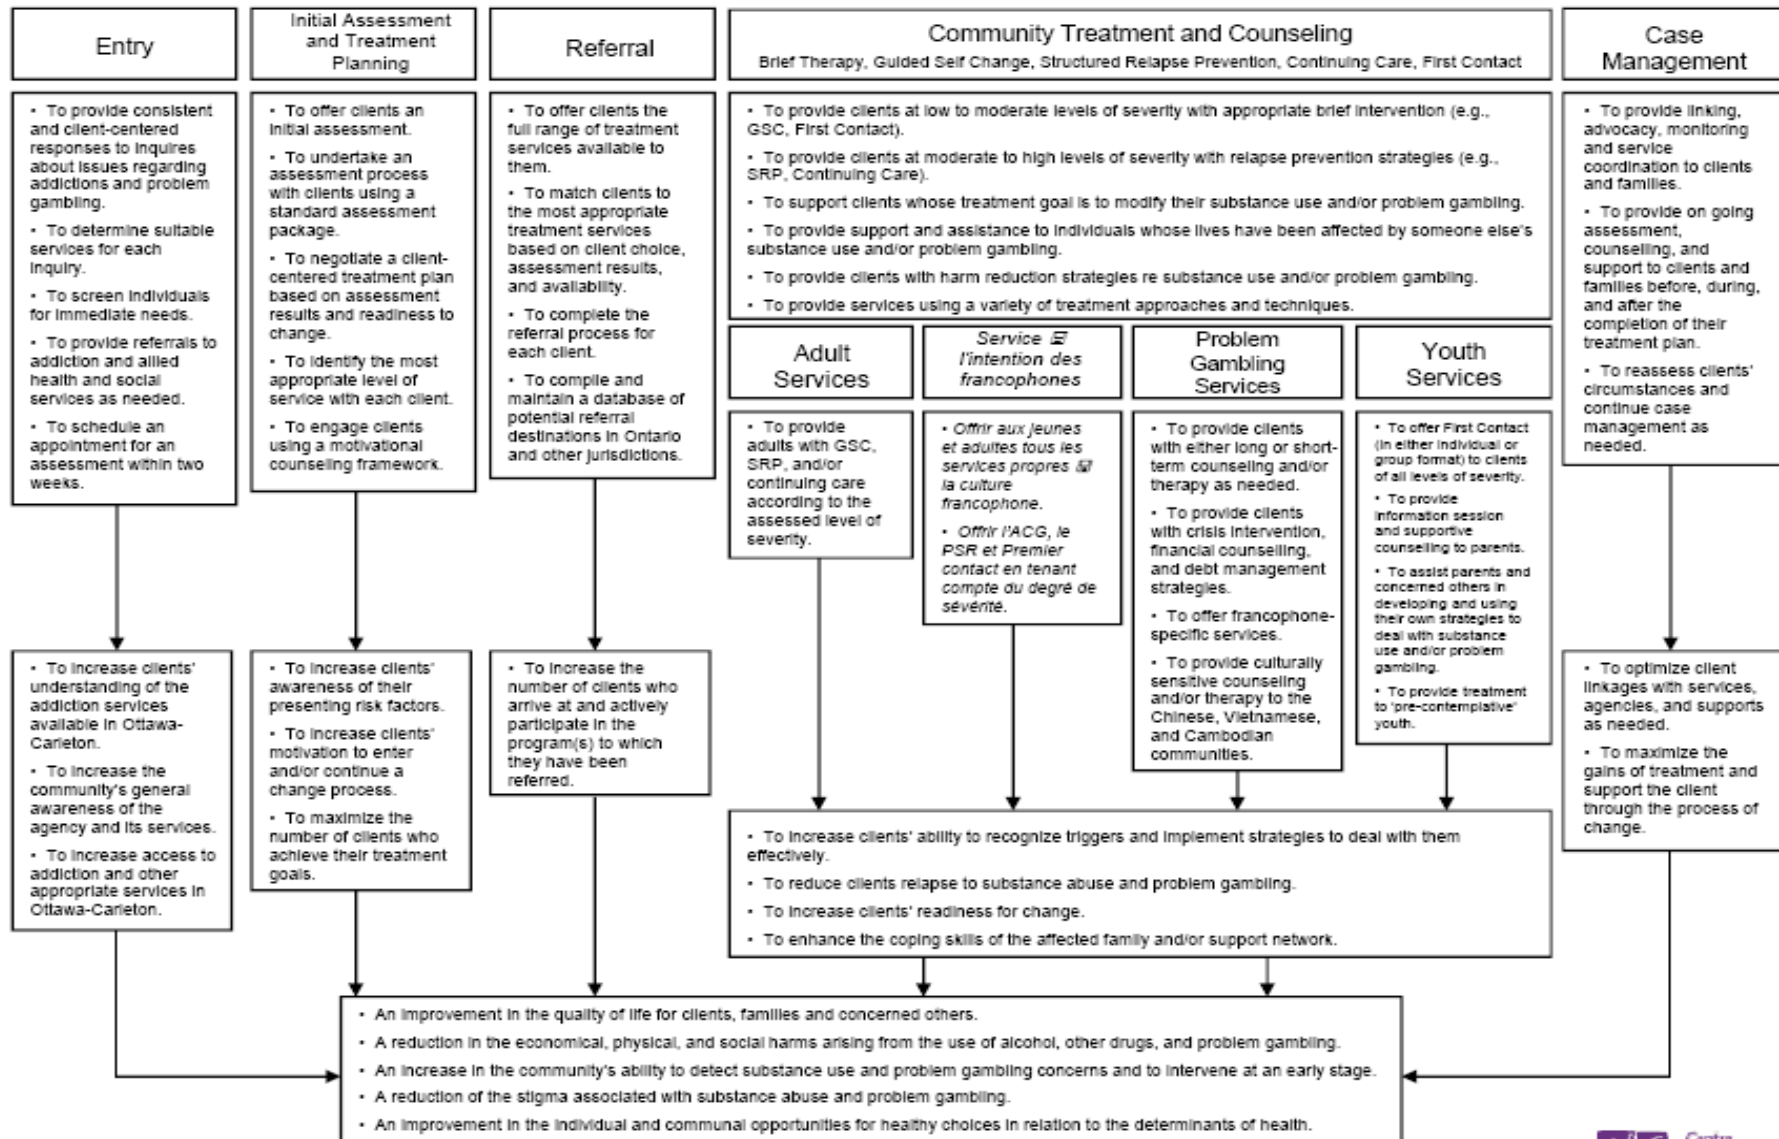 Entry
Initial Assessment
and Treatment
Planning
Referral
Community Treatment and Counseling
Brief Therapy, Guided Self Change, Structured Relapse Prevention, Continuing Care, First Contact
Case
Management
• To provide consistent
and client-centered
responses to inquires
about issues regarding
addictions and problem
gambling.
• To determine suitable
services for each
inquiry.
• To screen individuals
for immediate needs.
• To provide referrals to
addiction and allied
health and social
services as needed.
• To schedule an
appointment for an
assessment within two
weeks.
• To offer clients an
initial assessment.
• To undertake an
assessment process
with clients using a
standard assessment
package.
• To negotiate a client-
centered treatment plan
based on assessment
results and readiness to
change.
• To identify the most
appropriate level of
service with each client.
• To engage clients
using a motivational
counseling framework.
• To offer clients the
full range of treatment
services available to
them.
• To match clients to
the most appropriate
treatment services
based on client choice,
assessment results,
and availability.
• To complete the
referral process for
each client.
• To compile and
maintain a database of
potential referral
destinations in Ontario
and other jurisdictions.
• To provide clients at low to moderate levels of severity with appropriate brief intervention (e.g.,
GSC, First Contact).
• To provide clients at moderate to high levels of severity with relapse prevention strategies (e.g.,
SRP, Continuing Care).
• To support clients whose treatment goal is to modify their substance use and/or problem gambling.
• To provide support and assistance to individuals whose lives have been affected by someone else's
substance use and/or problem gambling.
• To provide clients with harm reduction strategies re substance use and/or problem gambling.
• To provide services using a variety of treatment approaches and techniques.
• To provide linking,
advocacy, monitoring
and service
coordination to clients
and families.
• To provide on going
assessment,
counselling, and
support to clients and
families before, during,
and after the
completion of their
treatment plan.
• To reassess clients'
circumstances and
continue case
management as
needed.
Adult
Services
Service
l'intention des
francophones
Problem
Gambling
Services
Youth
Services
• To provide
adults with GSC,
SRP, and/or
continuing care
according to the
assessed level of
severity.
• Offrir aux jeunes
et adultes tous les
services propres
la culture
francophone.
• Offrir l'ACG, le
PSR et Premier
contact en tenant
compte du degré de
sévérité.
• To provide clients
with either long or short-
term counseling and/or
therapy as needed.
• To provide clients
with crisis intervention,
financial counselling,
and debt management
strategies.
• To offer francophone-
specific services.
• To provide culturally
sensitive counseling
and/or therapy to the
Chinese, Vietnamese,
and Cambodian
communities.
• To offer First Contact
(in either individual or
group format) to clients
of all levels of severity.
• To provide
information session
and supportive
counselling to parents.
• To assist parents and
concerned others in
developing and using
their own strategies to
deal with substance
use and/or problem
gambling.
• To provide treatment
to 'pre-contemplative'
youth.
• To increase clients'
understanding of the
addiction services
available in Ottawa-
Carleton.
• To increase the
community's general
awareness of the
agency and its services.
• To increase access to
addiction and other
appropriate services in
Ottawa-Carleton.
• To increase clients'
awareness of their
presenting risk factors.
• To increase clients'
motivation to enter
and/or continue a
change process.
• To maximize the
number of clients who
achieve their treatment
goals.
• To increase the
number of clients who
arrive at and actively
participate in the
program(s) to which
they have been
referred.
• To increase clients' ability to recognize triggers and implement strategies to deal with them
effectively.
• To reduce clients relapse to substance abuse and problem gambling.
• To increase clients' readiness for change.
• To enhance the coping skills of the affected family and/or support network.
• To optimize client
linkages with services,
agencies, and supports
as needed.
• To maximize the
gains of treatment and
support the client
through the process of
change.
• An improvement in the quality of life for clients, families and concerned others.
• A reduction in the economical, physical, and social harms arising from the use of alcohol, other drugs, and problem gambling.
• An increase in the community's ability to detect substance use and problem gambling concerns and to intervene at an early stage.
• A reduction of the stigma associated with substance abuse and problem gambling.
• An improvement in the individual and communal opportunities for healthy choices in relation to the determinants of health.